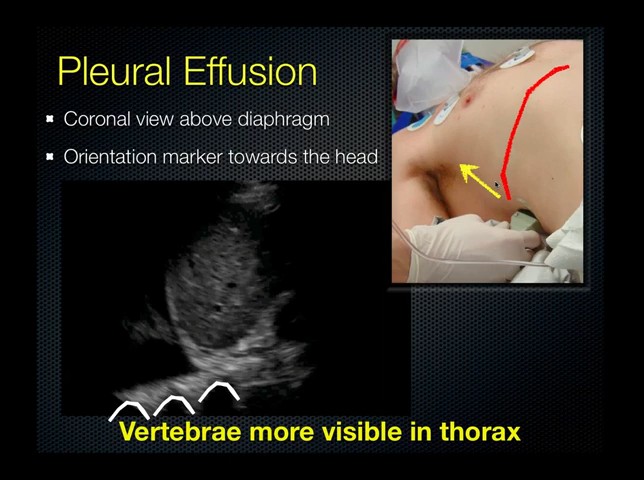 Pleural Effusion
Coronal view above diaphragm
Orientation marker towards the head
Vertebrae more visible in thorax